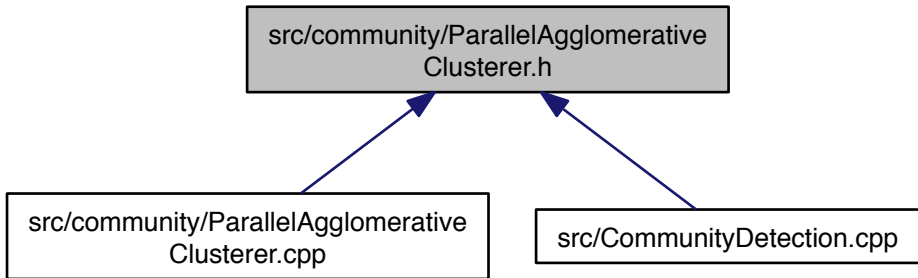 src/community/ParallelAgglomerative
Clusterer.h
src/community/ParallelAgglomerative
Clusterer.cpp
src/CommunityDetection.cpp